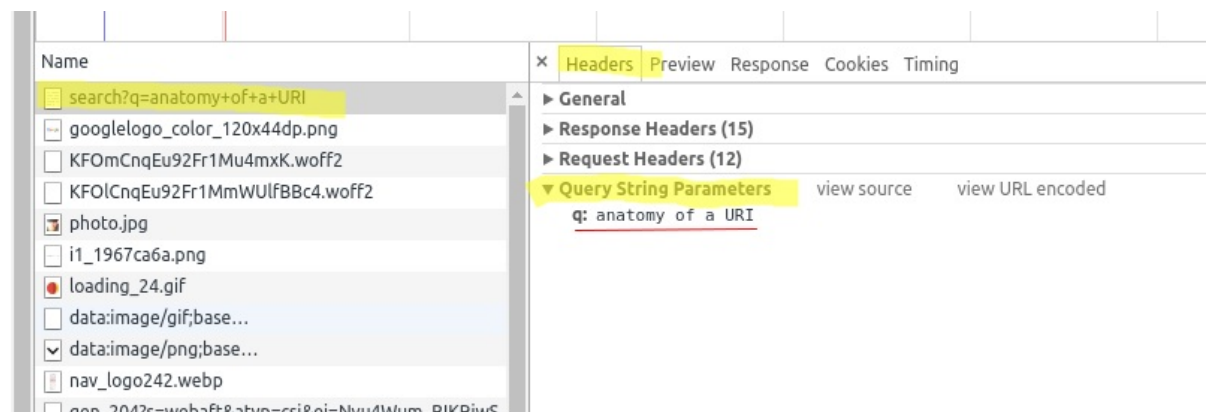 Name
search?q=anatomy+of+a+URI
googlelogo_color_120x44dp.png
KFOmCnqEu92Fr1Mu4mxK.woff2
KFOlCnqEu92Fr1MmWUlfBBc4.woff2
photo.jpg
i1_1967ca6a.png
loading_24.gif
data:image/gif;base...
data:image/png;base...
nav_logo242.webp
× Headers Preview Response Cookies Timing
▶ General
▶ Response Headers (15)
▶ Request Headers (12)
▼ Query String Parameters view source view URL encoded
q: anatomy of a URI